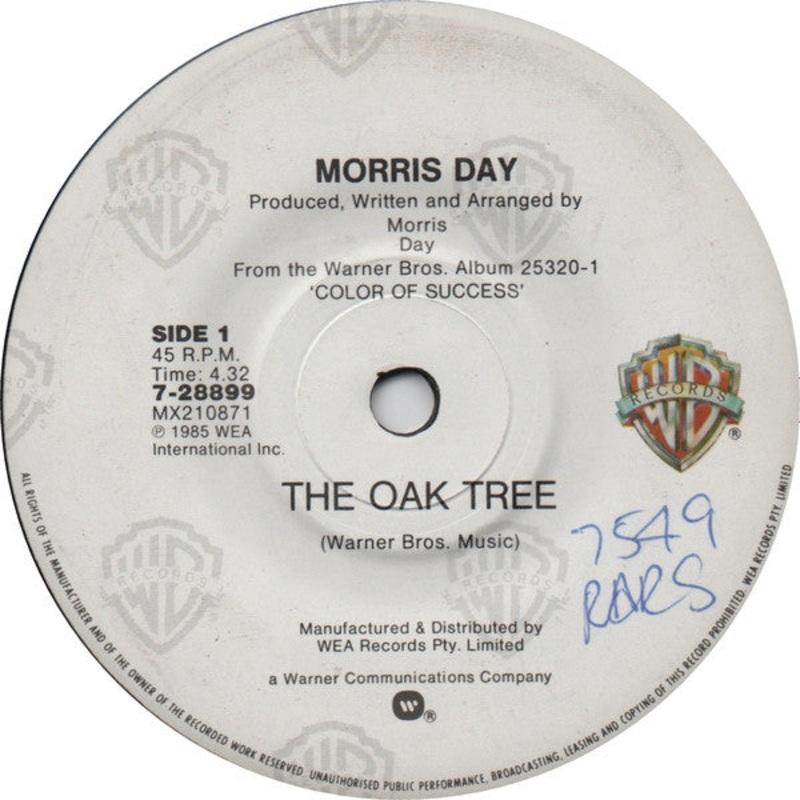 MORRIS DAY
Produced, Written and Arranged by
Morris
Day
From the Warner Bros. Album 25320-1
'COLOR OF SUCCESS'
SIDE 1
45 R.P.M.
Time: 4.32
7-28899
MX210871
℗ 1985 WEA
International Inc.
RECORDS
®
THE OAK TREE
(Warner Bros. Music)
7549
RARS
Manufactured & Distributed by
WEA Records Pty. Limited
a Warner Communications Company
®
ALL RIGHTS OF THE MANUFACTURER AND OF THE OWNER OF THE RECORDED WORK RESERVED. UNAUTHORISED PUBLIC PERFORMANCE, BROADCASTING, LEASING AND COPYING OF THIS RECORD PROHIBITED. WEA RECORDS PTY. LIMITED
RECORDS
RECORDS
RECORDS
RECORDS